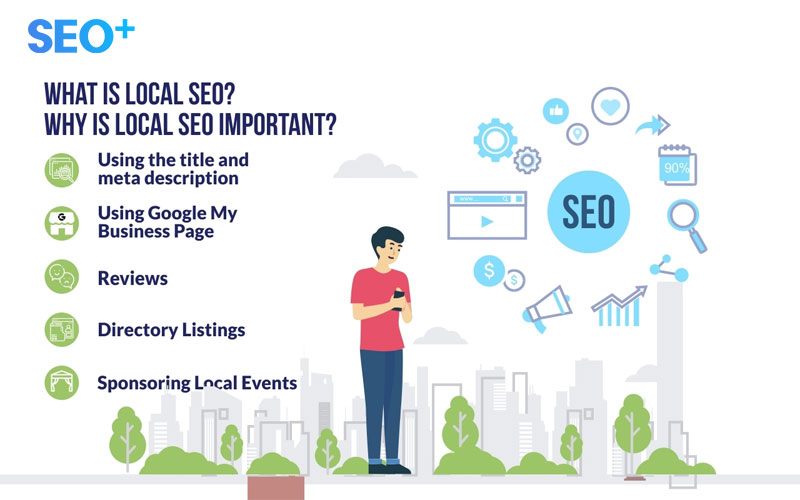 SEO+
WHAT IS LOCAL SEO?
WHY IS LOCAL SEO IMPORTANT?
Using the title and
meta description
G
Using Google My
Business Page
Reviews
Directory Listings
Sponsoring Local Events
WWW...
90%
SEO
$
$